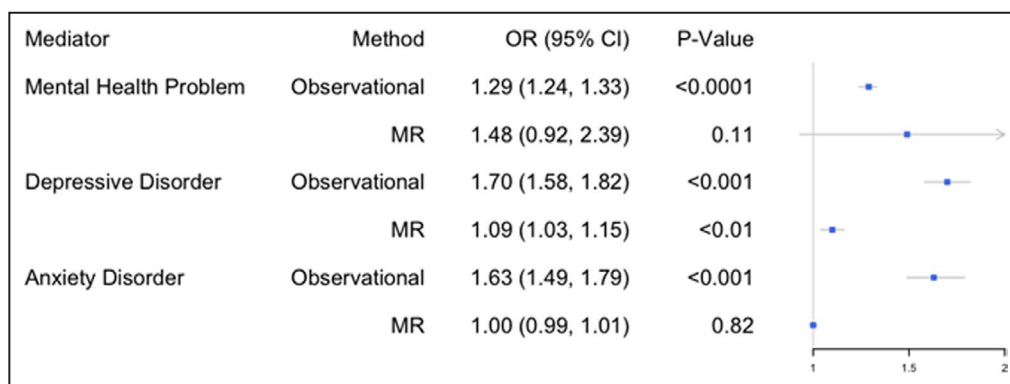 Mediator Method OR (95% CI) P-Value
Mental Health Problem Observational 1.29 (1.24, 1.33) <0.0001
MR 1.48 (0.92, 2.39) 0.11
Depressive Disorder Observational 1.70 (1.58, 1.82) <0.001
MR 1.09 (1.03, 1.15) <0.01
Anxiety Disorder Observational 1.63 (1.49, 1.79) <0.001
MR 1.00 (0.99, 1.01) 0.82
1 1.5 2